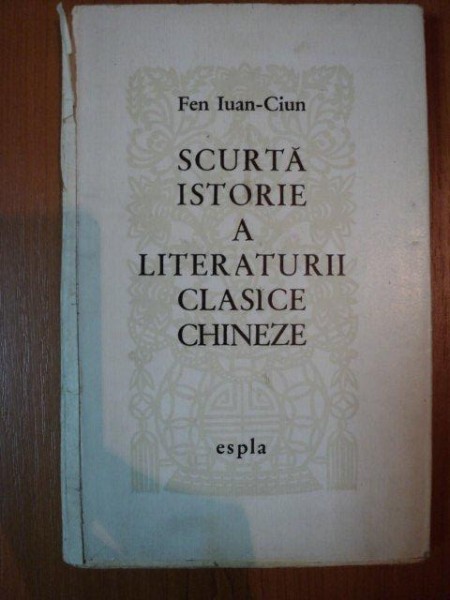 Fen Iuan-Ciun
SCURTĂ
ISTORIE
A
LITERATURII
CLASICE
CHINEZE
espla